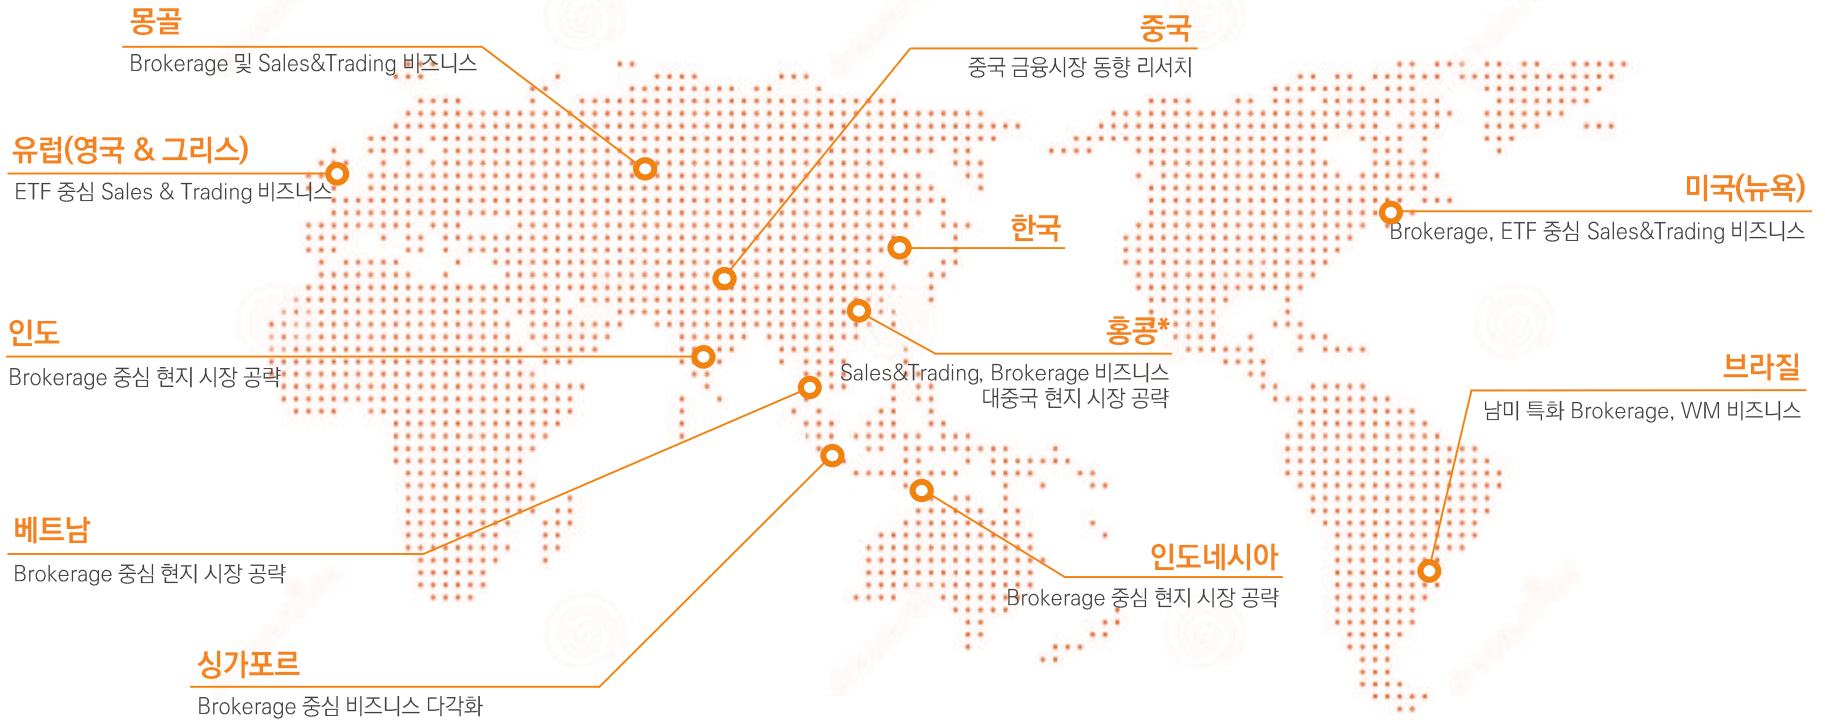 몽골
Brokerage 및 Sales&Trading 비즈니스
중국
중국 금융시장 동향 리서치
유럽(영국 & 그리스)
ETF 중심 Sales & Trading 비즈니스
미국(뉴욕)
Brokerage, ETF 중심 Sales&Trading 비즈니스
한국
인도
Brokerage 중심 현지 시장 공략
홍콩*
Sales&Trading, Brokerage 비즈니스
대중국 현지 시장 공략
브라질
남미 특화 Brokerage, WM 비즈니스
베트남
Brokerage 중심 현지 시장 공략
인도네시아
Brokerage 중심 현지 시장 공략
싱가포르
Brokerage 중심 비즈니스 다각화